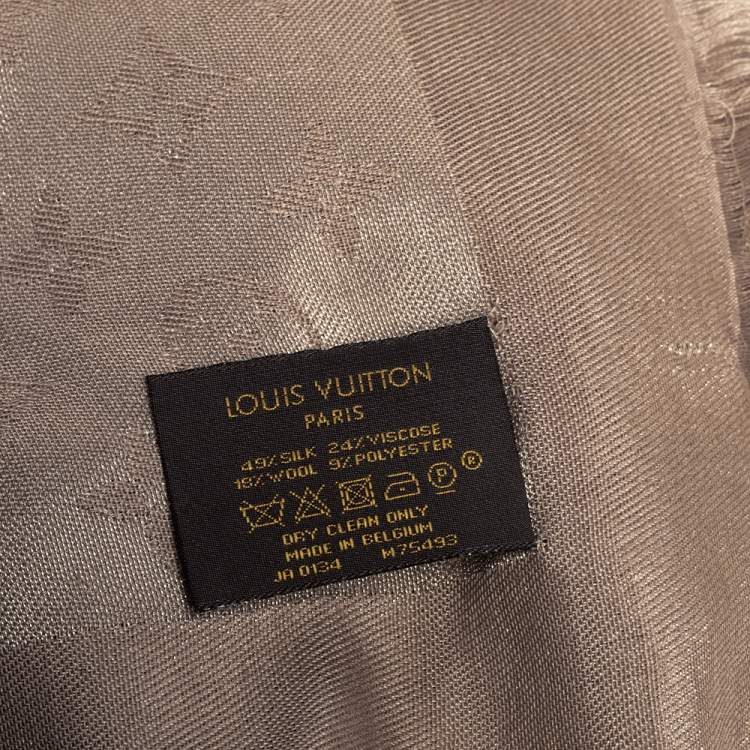 LOUIS VUITTON
PARIS
49% SILK 24% VISCOSE
18% WOOL 9% POLYESTER
P ®
DRY CLEAN ONLY
MADE IN BELGIUM
JA 0134 M75493